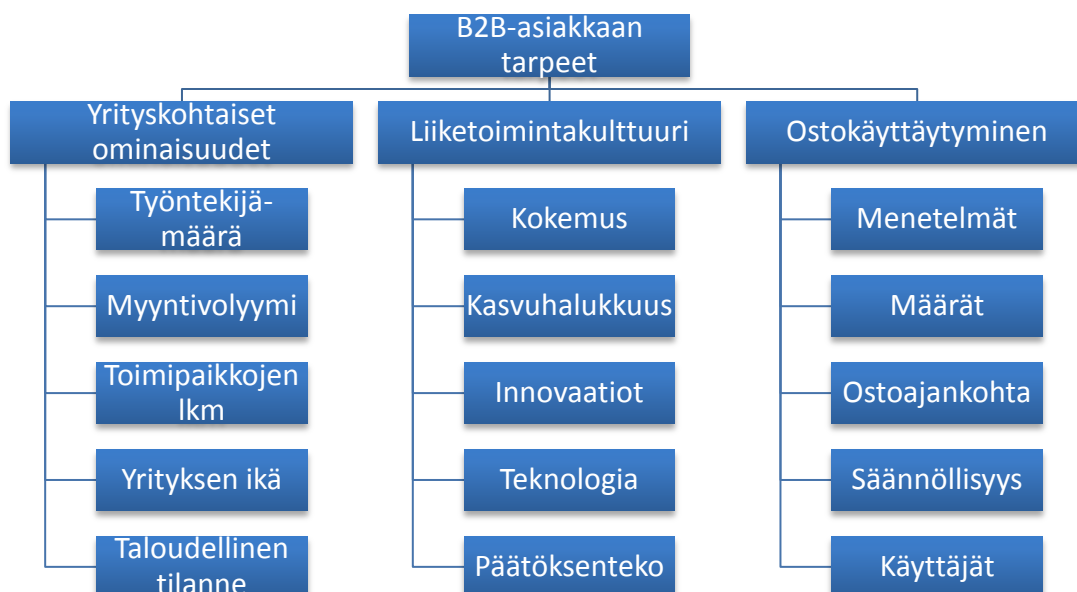 B2B-asiakkaan
tarpeet
Yrityskohtaiset
ominaisuudet
Työntekijä-
määrä
Myyntivolyymi
Toimipaikkojen
lkm
Yrityksen ikä
Taloudellinen
tilanne
Liiketoimintakulttuuri
Kokemus
Kasvuhalukkuus
Innovaatiot
Teknologia
Päätöksenteko
Ostokäyttäytyminen
Menetelmät
Määrät
Ostoajankohta
Säännöllisyys
Käyttäjät